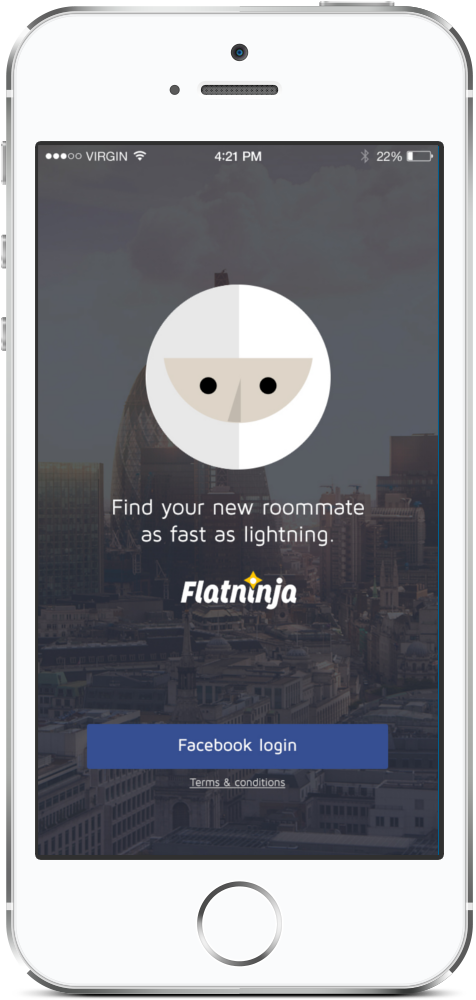 VIRGIN 4:21 PM 22%
Find your new roommate
as fast as lightning.
Flatninja
Facebook login
Terms & conditions